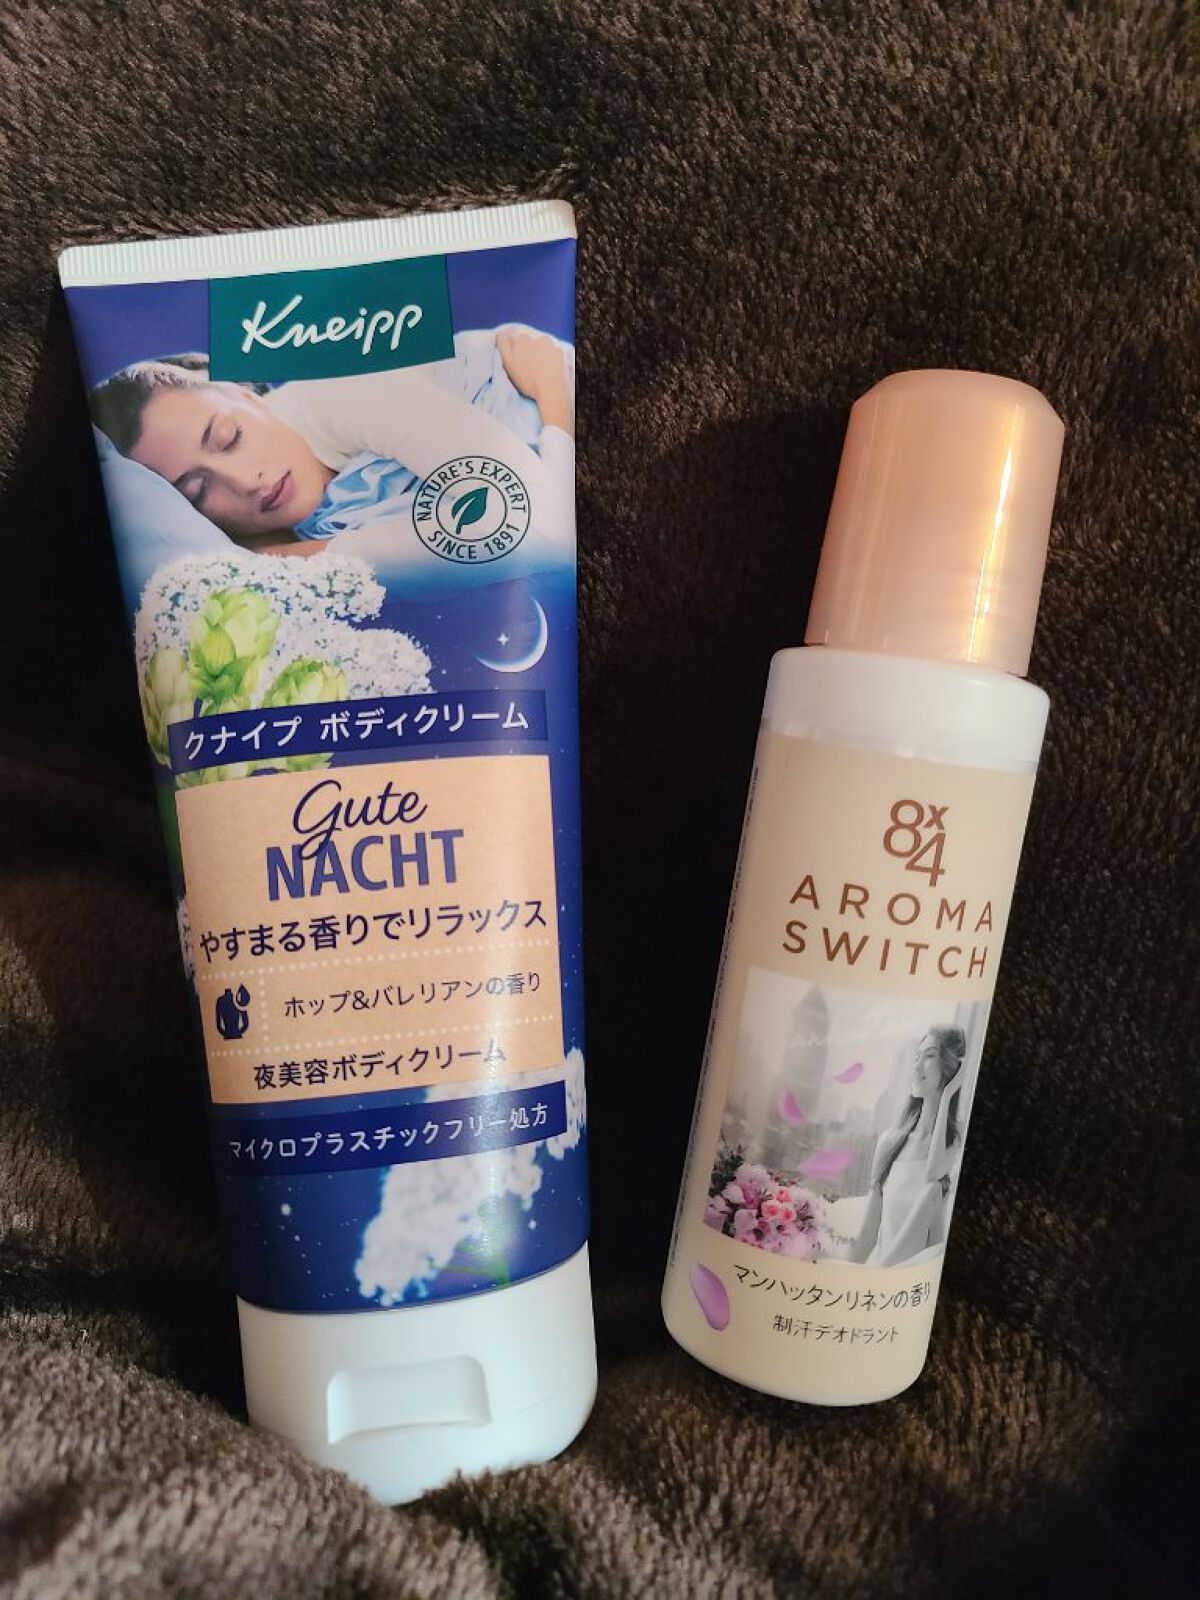 Kneipp
NATURE'S EXPERT
SINCE 1891
クナイプ ボディクリーム
Gute
NACHT
やすまる香りでリラックス
ホップ&バレリアンの香り
夜美容ボディクリーム
マイクロプラスチックフリー処方
8x4
AROMA
SWITCH
マンハッタンリネンの香り
制汗デオドラント